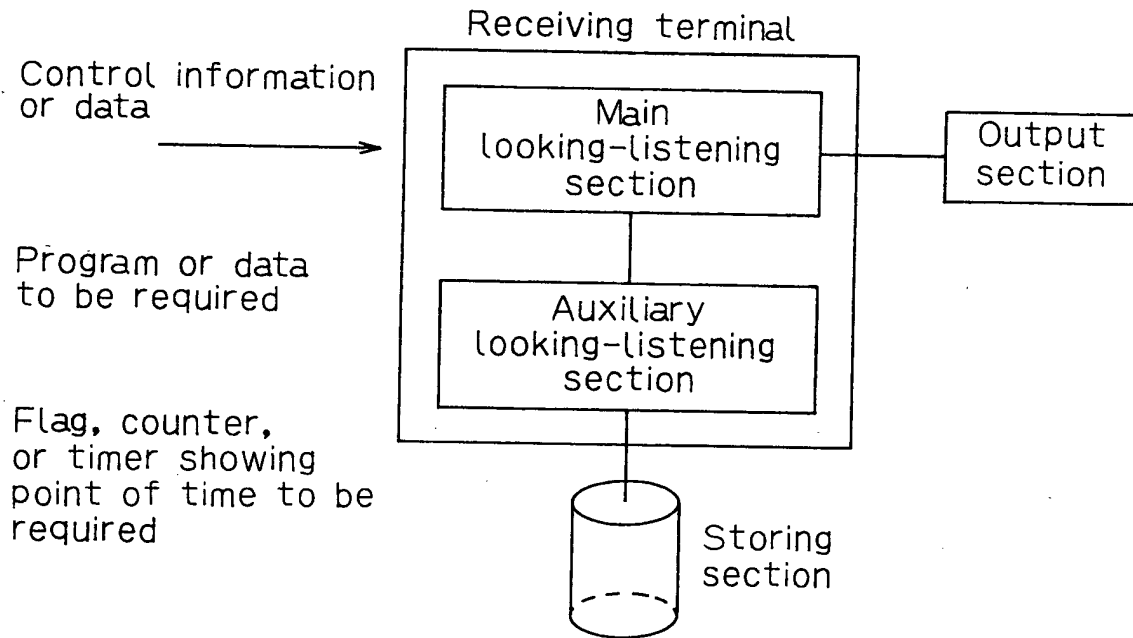 Receiving terminal
Control information
or data
Main
looking-listening
section
Output
section
Program or data
to be required
Auxiliary
looking-listening
section
Flag, counter,
or timer showing
point of time to be
required
Storing
section